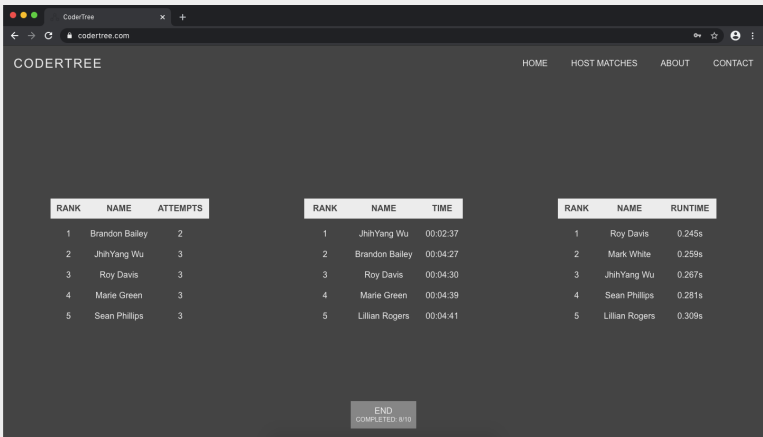 CoderTree
codertree.com
CODERTREE HOME HOST MATCHES ABOUT CONTACT
RANK NAME ATTEMPTS
1 Brandon Bailey 2
2 JhihYang Wu 3
3 Roy Davis 3
4 Marie Green 3
5 Sean Phillips 3
RANK NAME TIME
1 JhihYang Wu 00:02:37
2 Brandon Bailey 00:04:27
3 Roy Davis 00:04:30
4 Marie Green 00:04:39
5 Lillian Rogers 00:04:41
RANK NAME RUNTIME
1 Roy Davis 0.245s
2 Mark White 0.259s
3 JhihYang Wu 0.267s
4 Sean Phillips 0.281s
5 Lillian Rogers 0.309s
END
COMPLETED: 8/10